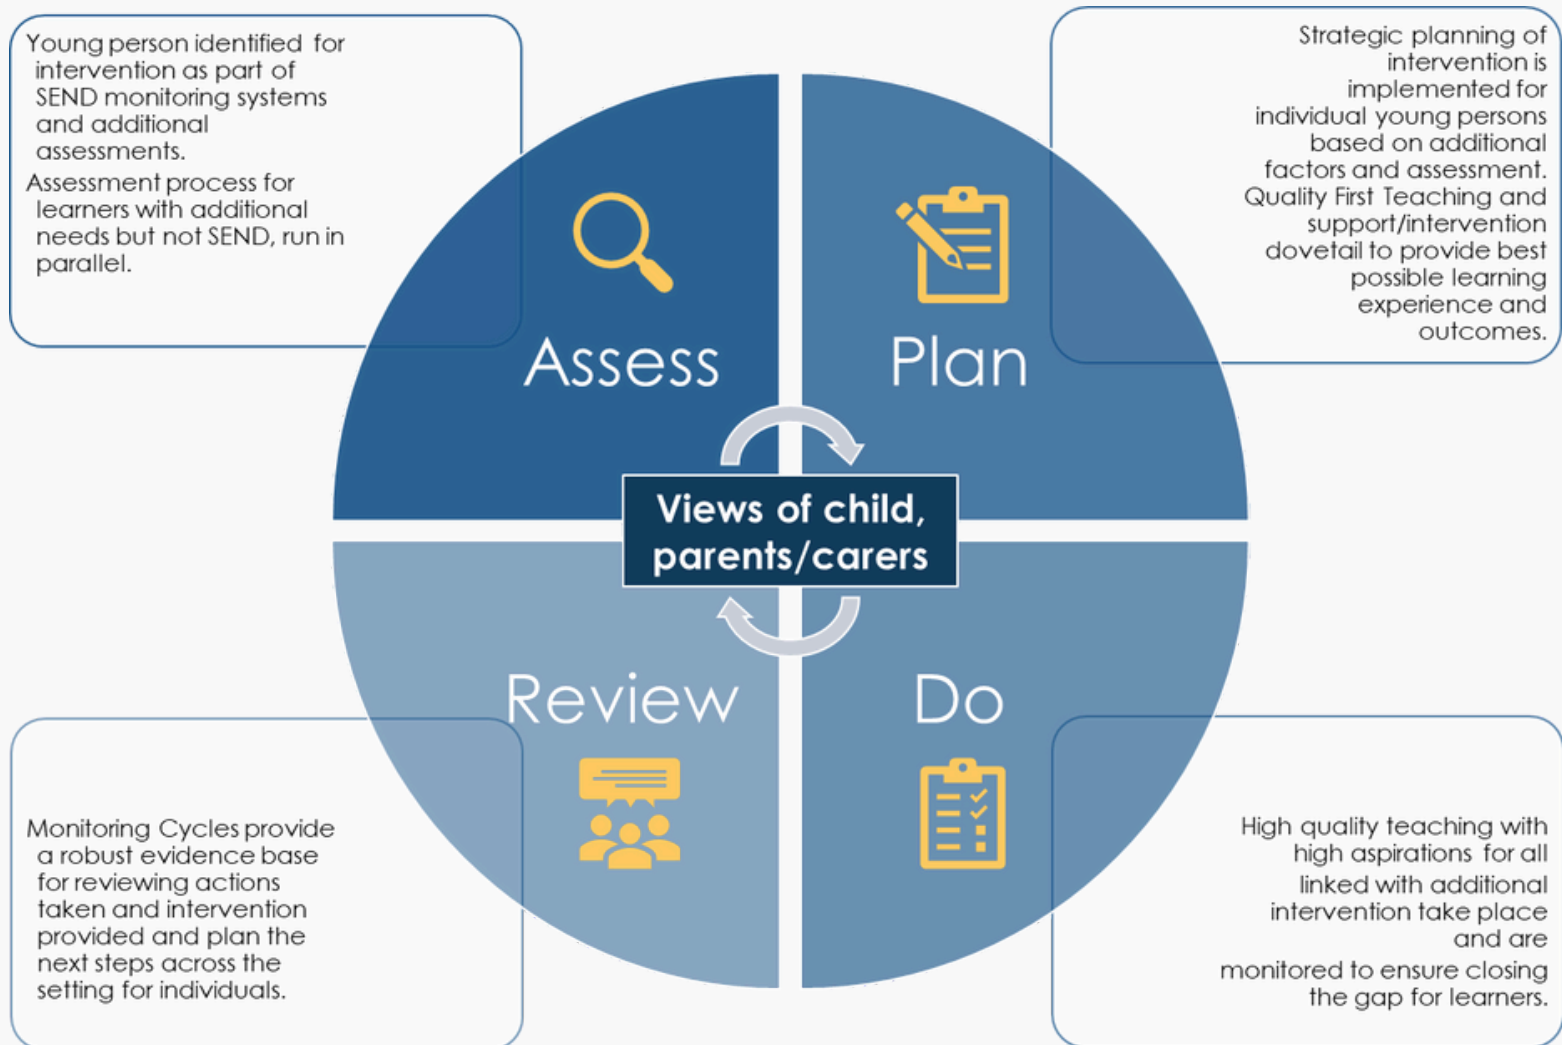 Young person identified for
intervention as part of
SEND monitoring systems
and additional
assessments.
Assessment process for
learners with additional
needs but not SEND, run in
parallel.
Strategic planning of
intervention is
implemented for
individual young persons
based on additional
factors and assessment.
Quality First Teaching and
support/intervention
dovetail to provide best
possible learning
experience and
outcomes.
Assess
Plan
Views of child,
parents/carers
Review
Do
Monitoring Cycles provide
a robust evidence base
for reviewing actions
taken and intervention
provided and plan the
next steps across the
setting for individuals.
High quality teaching with
high aspirations for all
linked with additional
intervention take place
and are
monitored to ensure closing
the gap for learners.